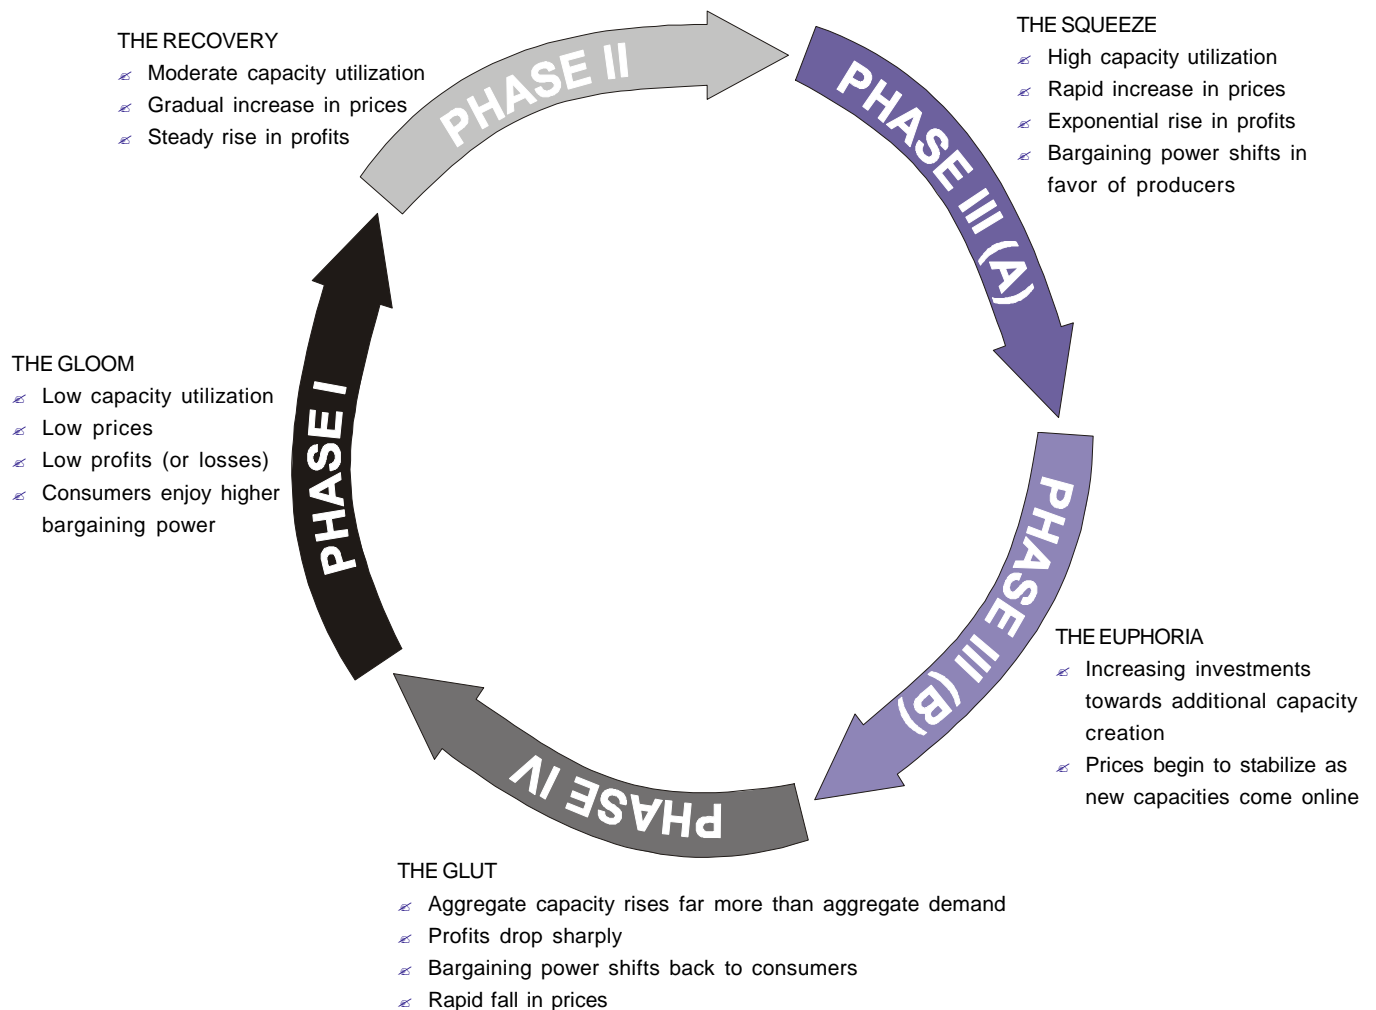 THE RECOVERY
Moderate capacity utilization
Gradual increase in prices
Steady rise in profits
PHASE II
THE SQUEEZE
High capacity utilization
Rapid increase in prices
Exponential rise in profits
Bargaining power shifts in
favor of producers
PHASE III (A)
THE GLOOM
Low capacity utilization
Low prices
Low profits (or losses)
Consumers enjoy higher
bargaining power
PHASE I
PHASE III (B)
THE EUPHORIA
Increasing investments
towards additional capacity
creation
Prices begin to stabilize as
new capacities come online
PHASE IV
THE GLUT
Aggregate capacity rises far more than aggregate demand
Profits drop sharply
Bargaining power shifts back to consumers
Rapid fall in prices